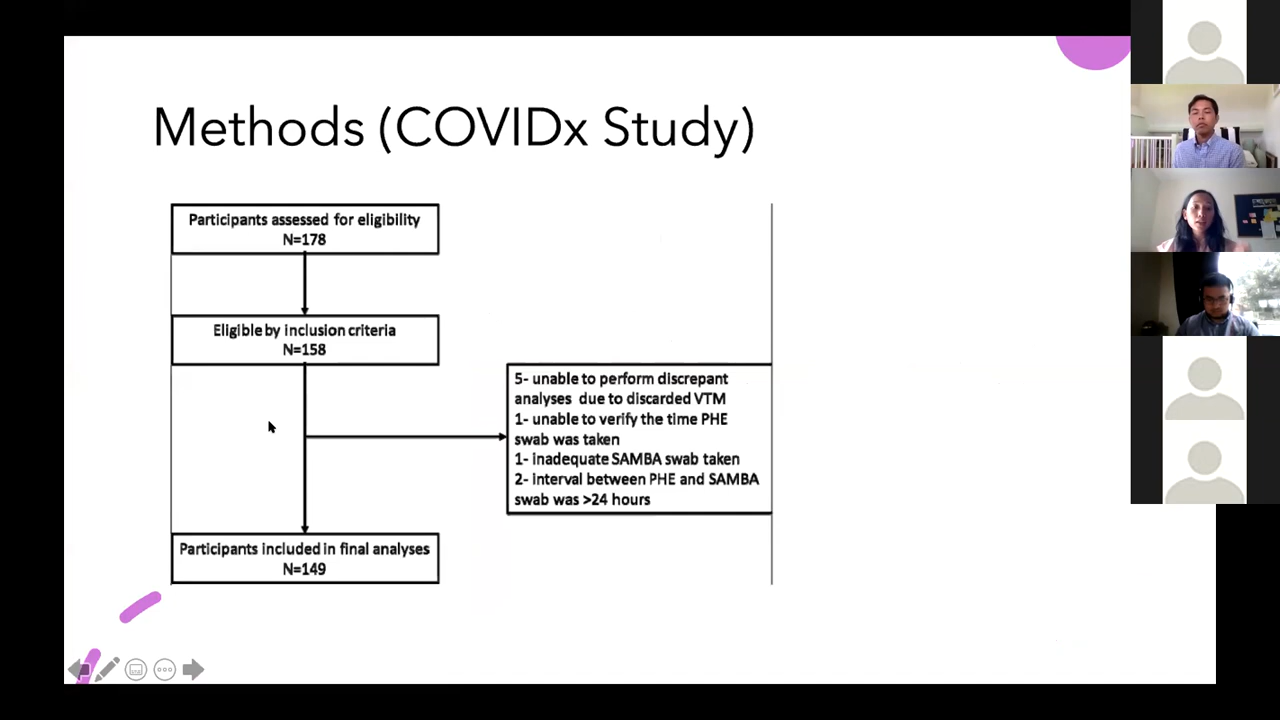 Methods (COVIDx Study)
Participants assessed for eligibility
N=178
Eligible by inclusion criteria
N=158
5- unable to perform discrepant
analyses due to discarded VTM
1- unable to verify the time PHE
swab was taken
1- inadequate SAMBA swab taken
2- interval between PHE and SAMBA
swab was >24 hours
Participants included in final analyses
N=149